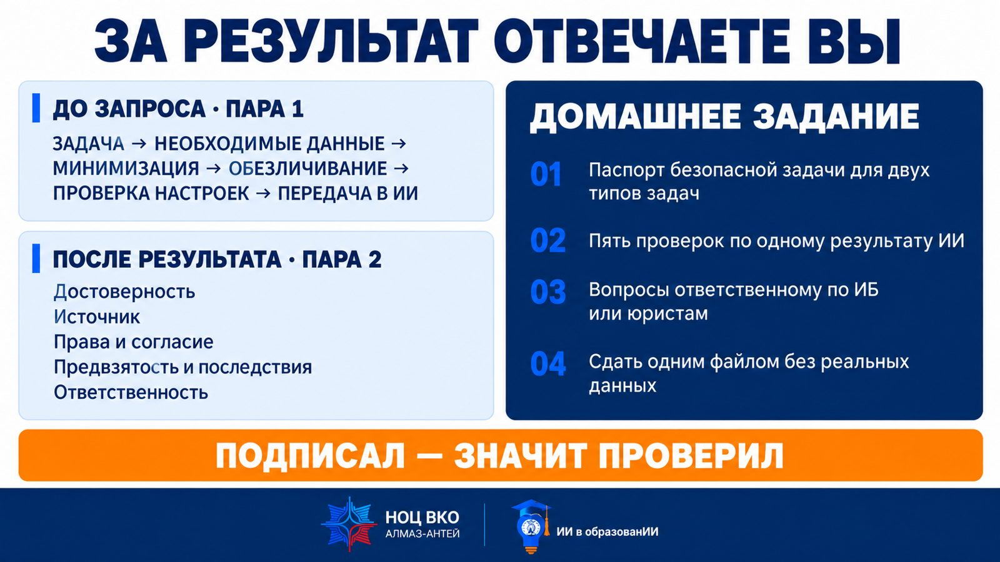 ЗА РЕЗУЛЬТАТ ОТВЕЧАЕТЕ ВЫ
ДО ЗАПРОСА · ПАРА 1
ЗАДАЧА → НЕОБХОДИМЫЕ ДАННЫЕ →
МИНИМИЗАЦИЯ → ОБЕЗЛИЧИВАНИЕ →
ПРОВЕРКА НАСТРОЕК → ПЕРЕДАЧА В ИИ
ПОСЛЕ РЕЗУЛЬТАТА · ПАРА 2
Достоверность
Источник
Права и согласие
Предвзятость и последствия
Ответственность
ДОМАШНЕЕ ЗАДАНИЕ
01 Паспорт безопасной задачи для двух
типов задач
02 Пять проверок по одному результату ИИ
03 Вопросы ответственному по ИБ
или юристам
04 Сдать одним файлом без реальных
данных
ПОДПИСАЛ — ЗНАЧИТ ПРОВЕРИЛ
НОЦ ВКО
АЛМАЗ-АНТЕЙ
ИИ в образованИИ